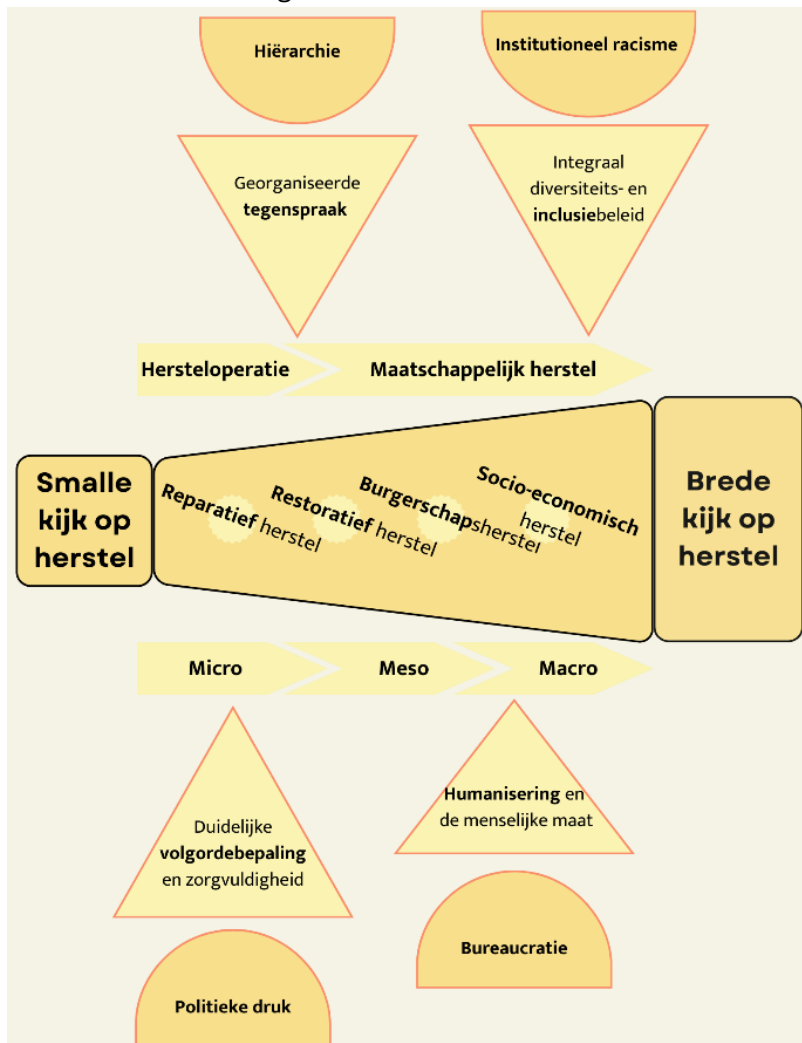 Hiërarchie
Institutioneel racisme
Georganiseerde
tegenspraak
Integraal
diversiteits- en
inclusiebeleid
Hersteloperatie
Maatschappelijk herstel
Smalle
kijk op
herstel
Reparatief herstel
Restoratief herstel
Burgerschapsherstel
Socio-economisch
herstel
Brede
kijk op
herstel
Micro
Meso
Macro
Duidelijke
volgordebepaling
en zorgvuldigheid
Humanisering en
de menselijke maat
Politieke druk
Bureaucratie